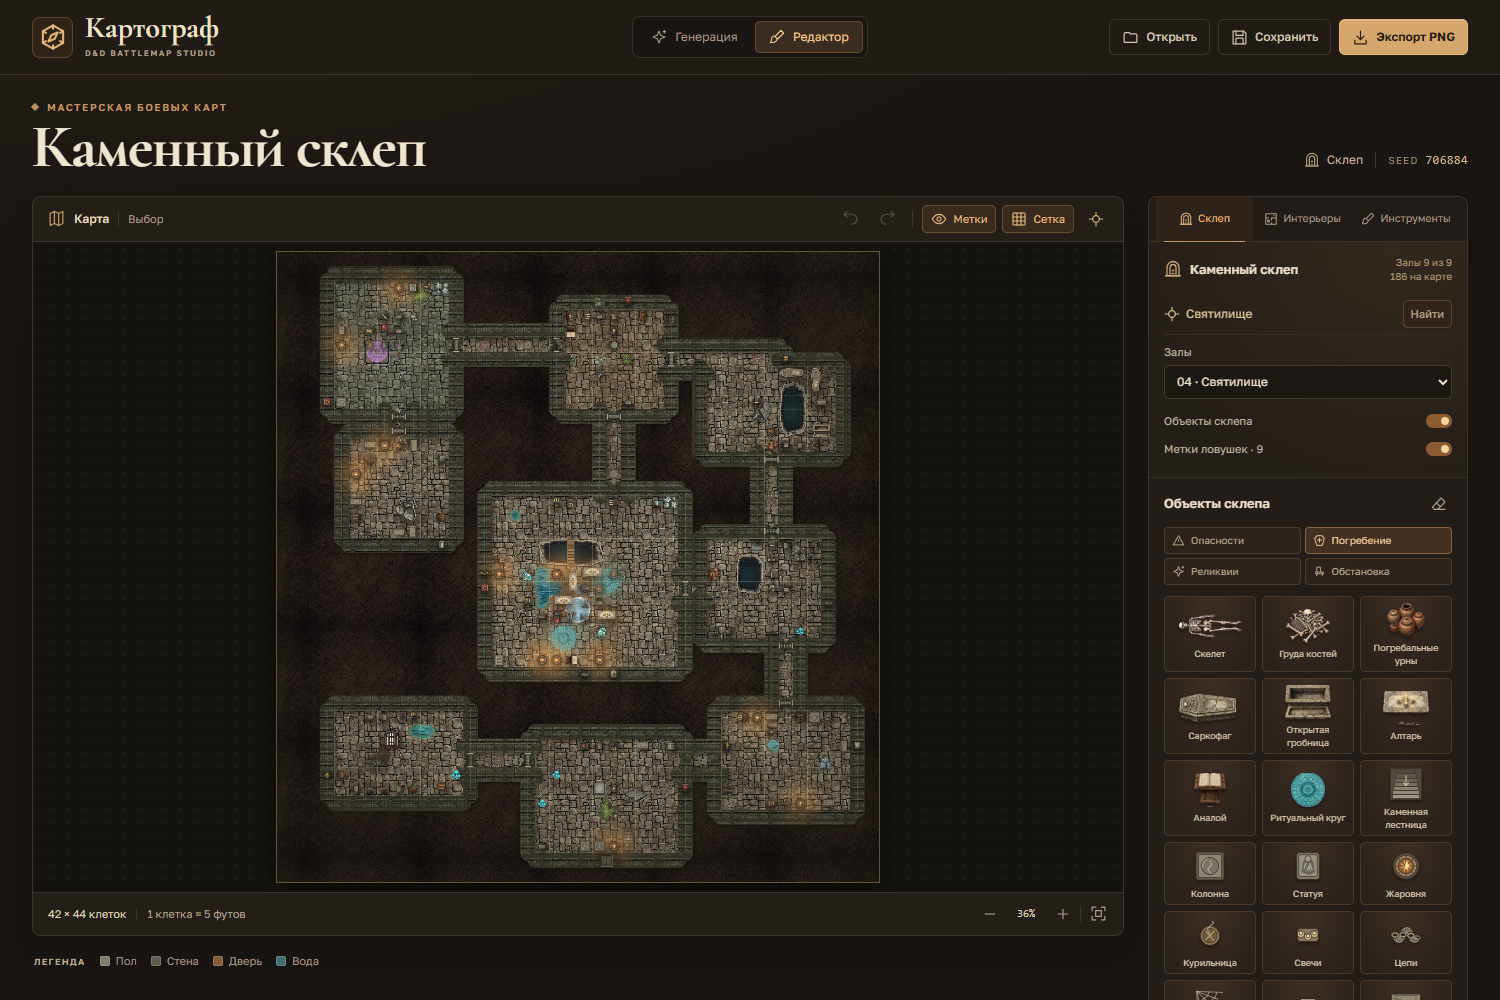 Картограф
D&D BATTLEMAP STUDIO
Генерация
Редактор
Открыть
Сохранить
Экспорт PNG
МАСТЕРСКАЯ БОЕВЫХ КАРТ
Каменный склеп
Склеп
SEED 706884
Карта
Выбор
Метки
Сетка
Склеп
Интерьеры
Инструменты
Каменный склеп
Залы 9 из 9
186 на карте
Святилище
Найти
Залы
04 · Святилище
Объекты склепа
Метки ловушек · 9
Объекты склепа
Опасности
Погребение
Реликвии
Обстановка
Скелет
Груда костей
Погребальные
урны
Саркофаг
Открытая
гробница
Алтарь
Аналой
Ритуальный круг
Каменная
лестница
Колонна
Статуя
Жаровня
Курильница
Свечи
Цепи
42 × 44 клеток
1 клетка = 5 футов
36%
ЛЕГЕНДА
Пол
Стена
Дверь
Вода